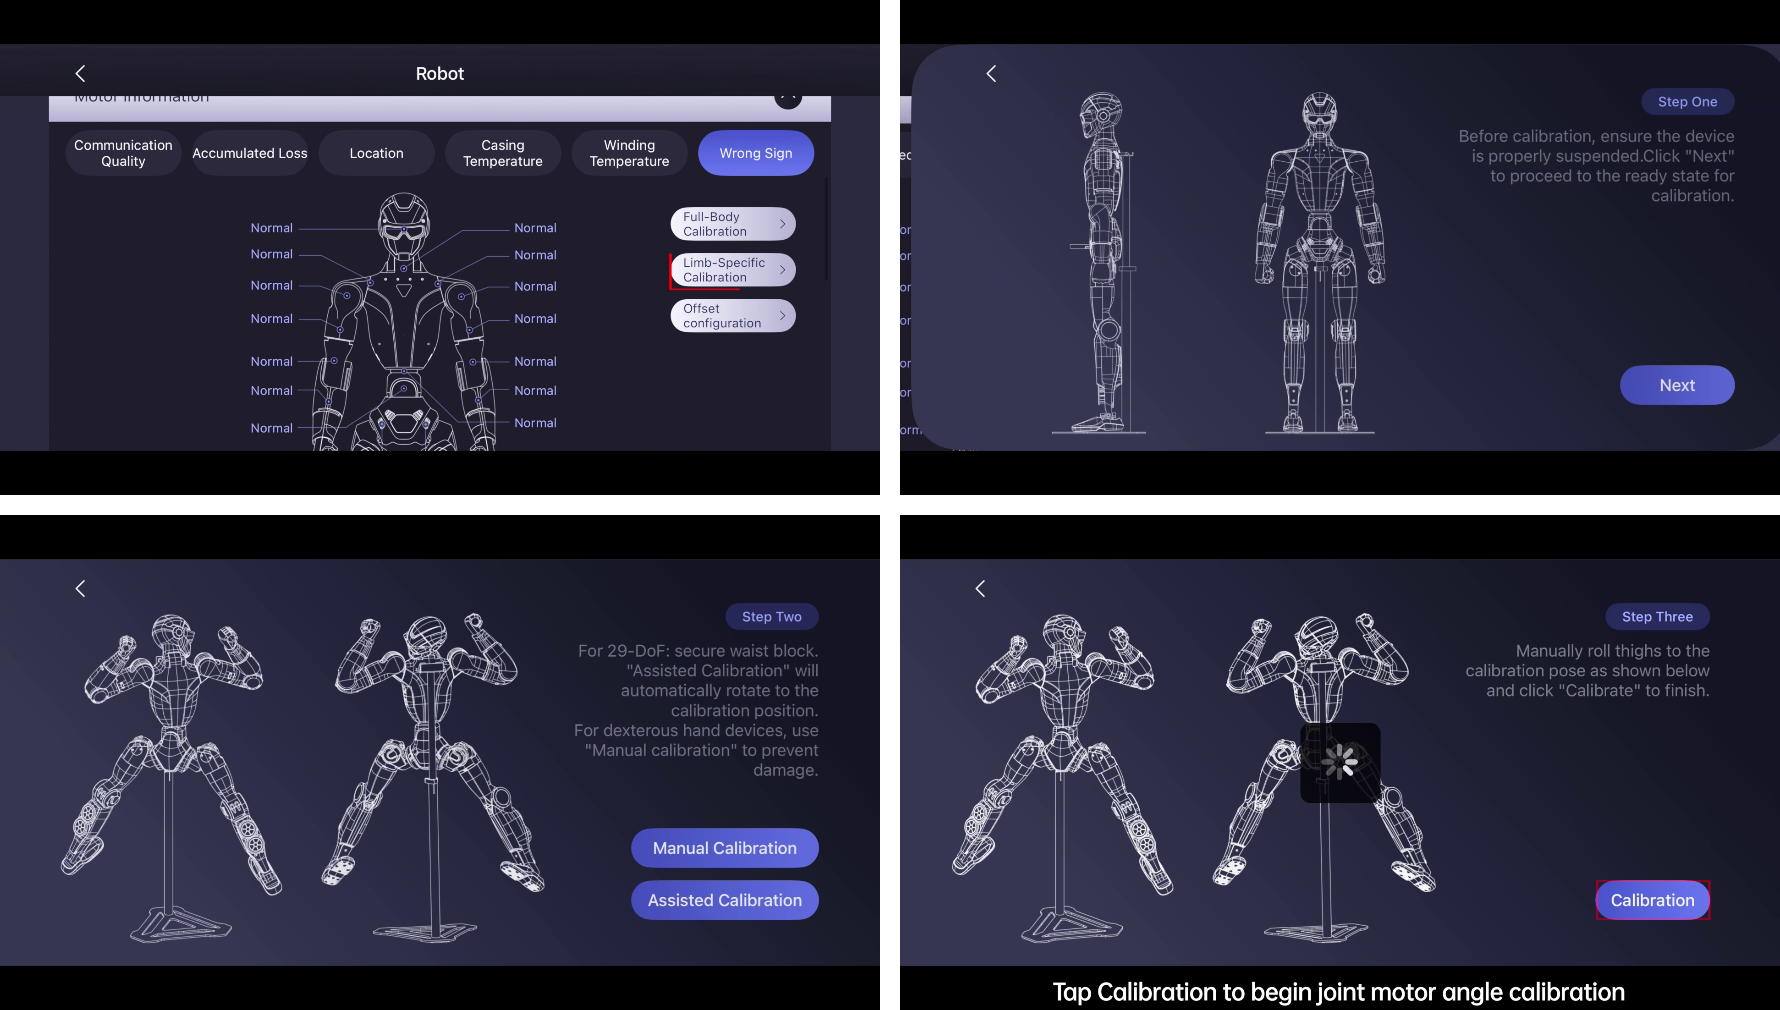 Robot
Motor Information
Communication
Quality
Accumulated Loss
Location
Casing
Temperature
Winding
Temperature
Wrong Sign
Normal
Normal
Normal
Normal
Normal
Normal
Normal
Normal
Normal
Normal
Normal
Normal
Normal
Normal
Full-Body
Calibration
Limb-Specific
Calibration
Offset
configuration
Step One
Before calibration, ensure the device
is properly suspended.Click "Next"
to proceed to the ready state for
calibration.
Next
Step Two
For 29-DoF: secure waist block.
"Assisted Calibration" will
automatically rotate to the
calibration position.
For dexterous hand devices, use
"Manual calibration" to prevent
damage.
Manual Calibration
Assisted Calibration
Step Three
Manually roll thighs to the
calibration pose as shown below
and click "Calibrate" to finish.
Calibration
Tap Calibration to begin joint motor angle calibration